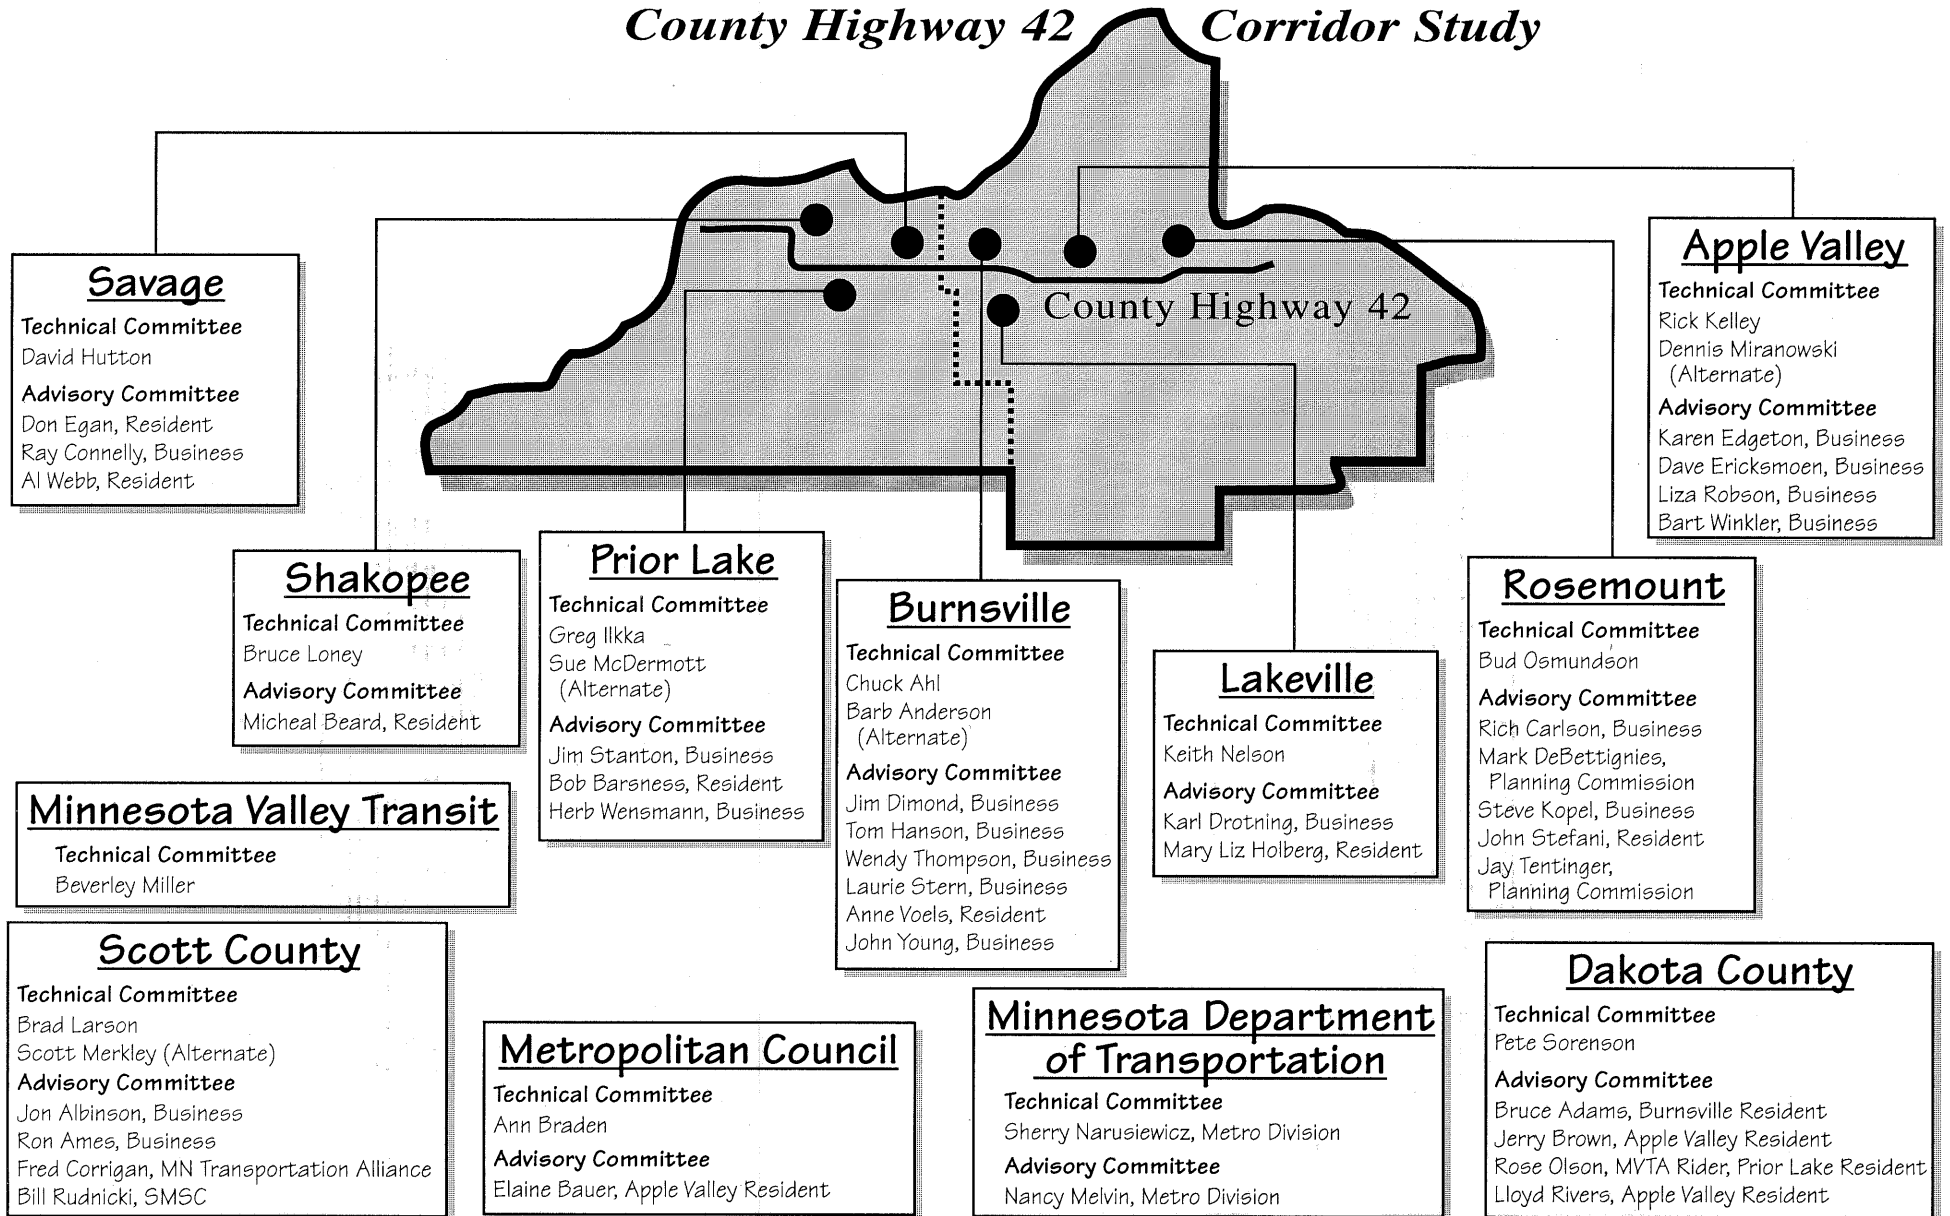 County Highway 42 Corridor Study
County Highway 42
Savage
Technical Committee
David Hutton
Advisory Committee
Don Egan, Resident
Ray Connelly, Business
Al Webb, Resident
Apple Valley
Technical Committee
Rick Kelley
Dennis Miranowski
(Alternate)
Advisory Committee
Karen Edgeton, Business
Dave Ericksmoen, Business
Liza Robson, Business
Bart Winkler, Business
Shakopee
Technical Committee
Bruce Loney
Advisory Committee
Micheal Beard, Resident
Prior Lake
Technical Committee
Greg Ilkka
Sue McDermott
(Alternate)
Advisory Committee
Jim Stanton, Business
Bob Barsness, Resident
Herb Wensmann, Business
Burnsville
Technical Committee
Chuck Ahl
Barb Anderson
(Alternate)
Advisory Committee
Jim Dimond, Business
Tom Hanson, Business
Wendy Thompson, Business
Laurie Stern, Business
Anne Voels, Resident
John Young, Business
Lakeville
Technical Committee
Keith Nelson
Advisory Committee
Karl Drotning, Business
Mary Liz Holberg, Resident
Rosemount
Technical Committee
Bud Osmundson
Advisory Committee
Rich Carlson, Business
Mark DeBettignies,
Planning Commission
Steve Kopel, Business
John Stefani, Resident
Jay Tentinger,
Planning Commission
Minnesota Valley Transit
Technical Committee
Beverley Miller
Scott County
Technical Committee
Brad Larson
Scott Merkley (Alternate)
Advisory Committee
Jon Albinson, Business
Ron Ames, Business
Fred Corrigan, MN Transportation Alliance
Bill Rudnicki, SMSC
Metropolitan Council
Technical Committee
Ann Braden
Advisory Committee
Elaine Bauer, Apple Valley Resident
Minnesota Department
of Transportation
Technical Committee
Sherry Narusiewicz, Metro Division
Advisory Committee
Nancy Melvin, Metro Division
Dakota County
Technical Committee
Pete Sorenson
Advisory Committee
Bruce Adams, Burnsville Resident
Jerry Brown, Apple Valley Resident
Rose Olson, MVTA Rider, Prior Lake Resident
Lloyd Rivers, Apple Valley Resident